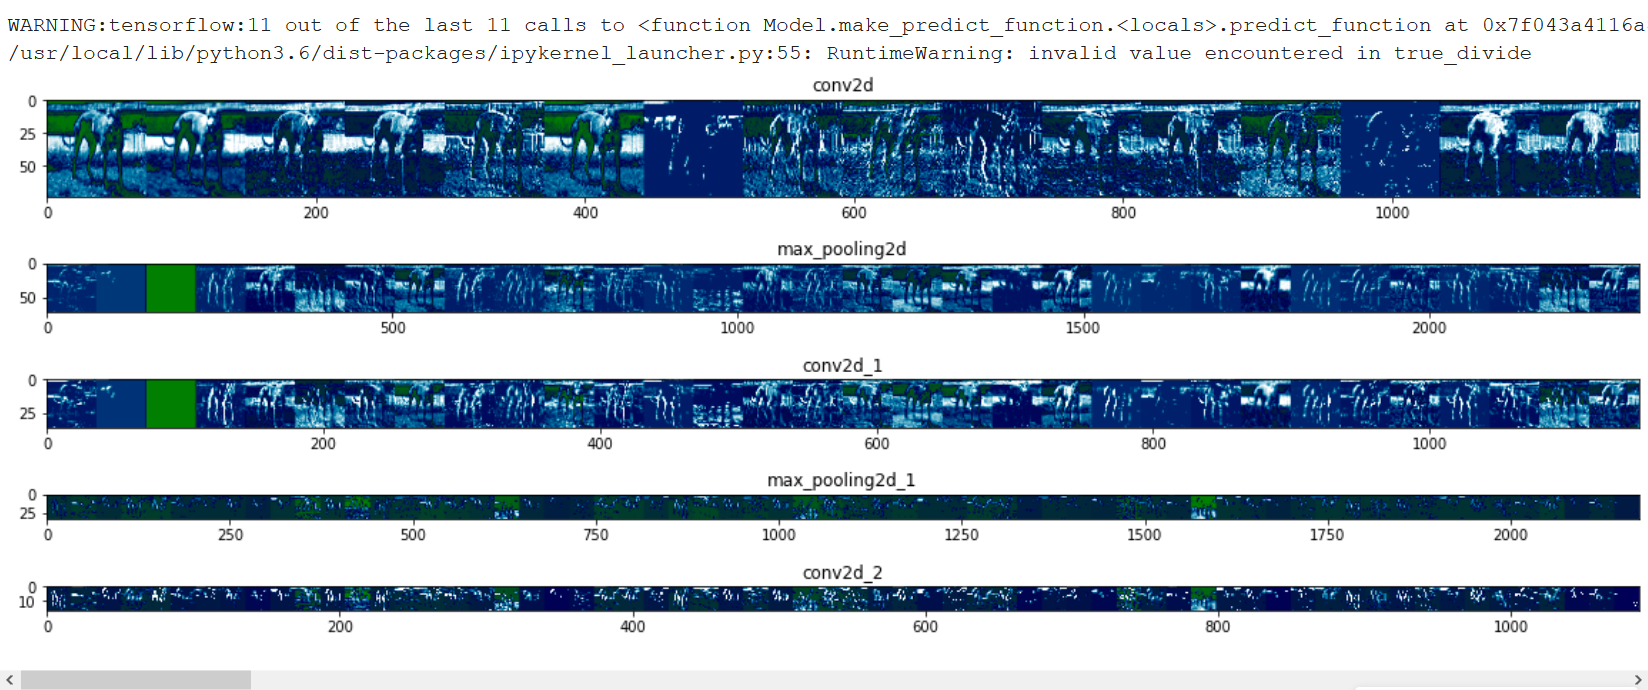 WARNING:tensorflow:11 out of the last 11 calls to <function Model.make_predict_function.<locals>.predict_function at 0x7f043a4116a
/usr/local/lib/python3.6/dist-packages/ipykernel_launcher.py:55: RuntimeWarning: invalid value encountered in true_divide
conv2d
0
25
50
0 200 400 600 800 1000
max_pooling2d
0
50
0 500 1000 1500 2000
conv2d_1
0
25
0 200 400 600 800 1000
max_pooling2d_1
0
25
0 250 500 750 1000 1250 1500 1750 2000
conv2d_2
0
10
0 200 400 600 800 1000